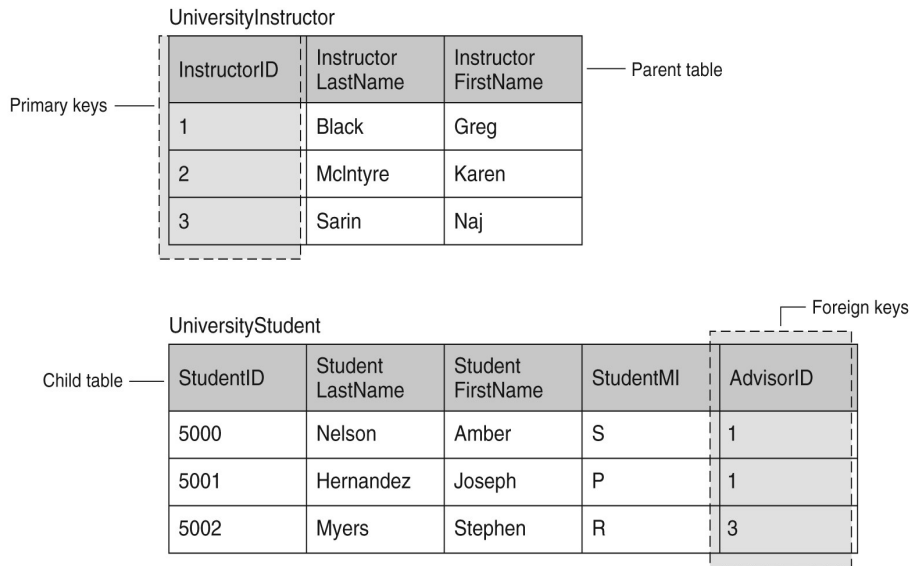 UniversityInstructor
InstructorID Instructor LastName Instructor FirstName
Parent table
Primary keys
1 Black Greg
2 McIntyre Karen
3 Sarin Naj
Foreign keys
UniversityStudent
Child table
StudentID Student LastName Student FirstName StudentMI AdvisorID
5000 Nelson Amber S 1
5001 Hernandez Joseph P 1
5002 Myers Stephen R 3